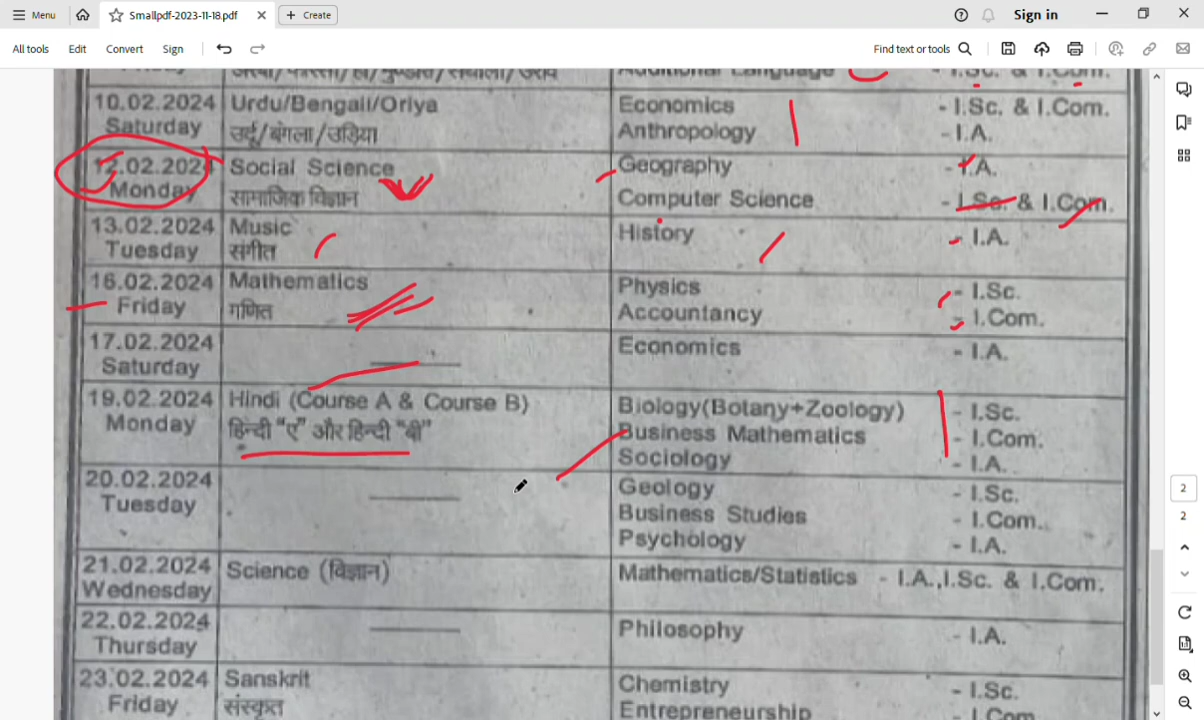 Menu
Smallpdf-2023-11-18.pdf
Create
Sign in
All tools Edit Convert Sign
Find text or tools
Additional Language - I.Sc. & I.Com.
10.02.2024 Urdu/Bengali/Oriya Economics - I.Sc. & I.Com.
Saturday उर्दू/बंगला/उड़िया Anthropology - I.A.
12.02.2024 Social Science Geography - I.A.
Monday सामाजिक विज्ञान Computer Science - I.Sc. & I.Com.
13.02.2024 Music History - I.A.
Tuesday संगीत
16.02.2024 Mathematics Physics - I.Sc.
Friday गणित Accountancy - I.Com.
17.02.2024 Economics - I.A.
Saturday
19.02.2024 Hindi (Course A & Course B) Biology(Botany+Zoology) - I.Sc.
Monday हिन्दी "ए" और हिन्दी "बी" Business Mathematics - I.Com.
Sociology - I.A.
20.02.2024 Geology - I.Sc.
Tuesday Business Studies - I.Com.
Psychology - I.A.
21.02.2024 Science (विज्ञान) Mathematics/Statistics - I.A.,I.Sc. & I.Com.
Wednesday
22.02.2024 Philosophy - I.A.
Thursday
23.02.2024 Sanskrit Chemistry - I.Sc.
Friday संस्कृत Entrepreneurship - I.Com
2
2